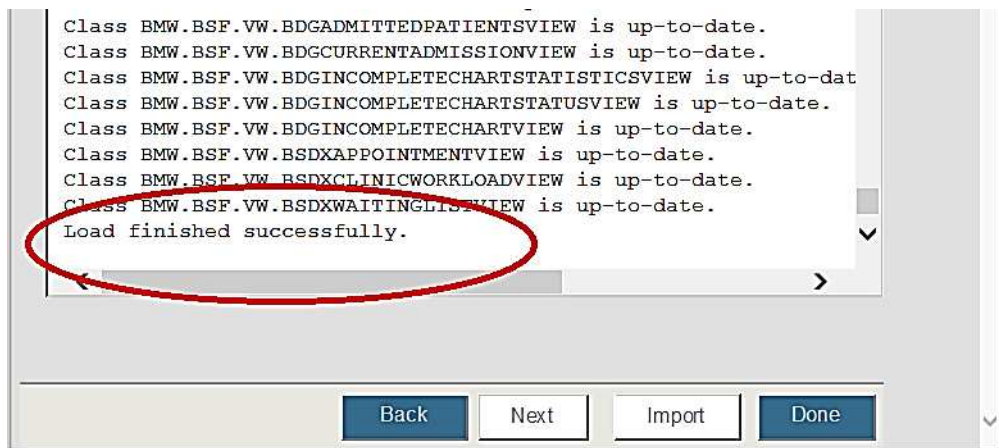 Class BMW.BSF.VW.BDGADMITTEDPATIENTSVIEW is up-to-date.
Class BMW.BSF.VW.BDGCURRENTADMISSIONVIEW is up-to-date.
Class BMW.BSF.VW.BDGINCOMPLETECHARTSTATISTICSVIEW is up-to-dat
Class BMW.BSF.VW.BDGINCOMPLETECHARTSTATUSVIEW is up-to-date.
Class BMW.BSF.VW.BDGINCOMPLETECHARTVIEW is up-to-date.
Class BMW.BSF.VW.BSDXAPPOINTMENTVIEW is up-to-date.
Class BMW.BSF.VW.BSDXCLINICWORKLOADVIEW is up-to-date.
Class BMW.BSF.VW.BSDXWAITINGLISTVIEW is up-to-date.
Load finished successfully.
Back Next Import Done